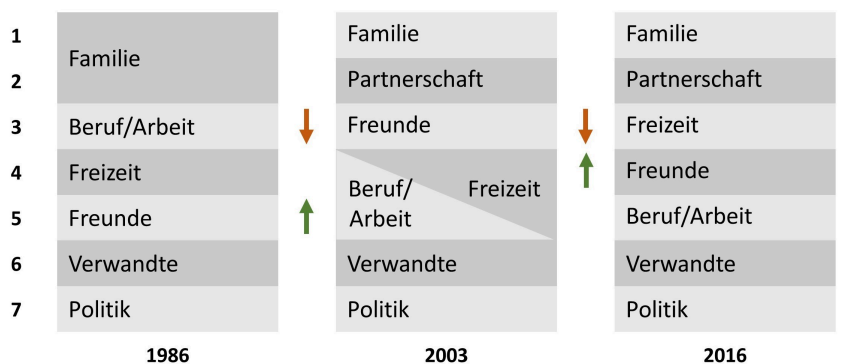 1 Familie Familie
Familie
2 Partnerschaft Partnerschaft
3 Beruf/Arbeit Freunde Freizeit
4 Freizeit Freunde
Beruf/ Freizeit
Arbeit
5 Freunde Beruf/Arbeit
6 Verwandte Verwandte Verwandte
7 Politik Politik Politik
1986 2003 2016